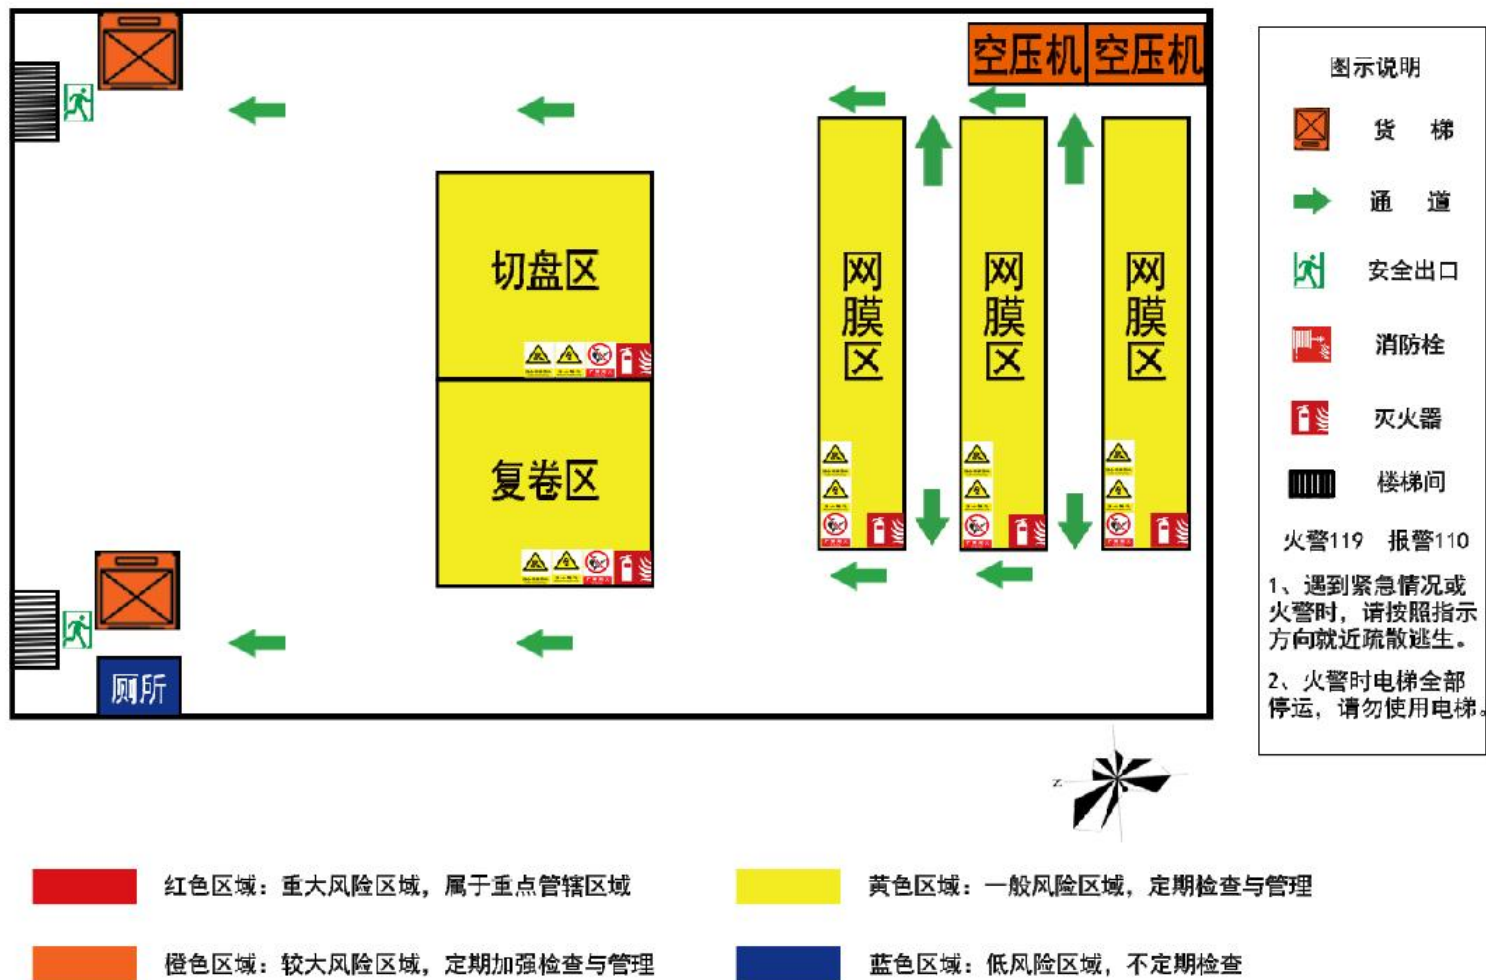 空压机 空压机
切盘区
复卷区
网膜区
网膜区
网膜区
厕所
图示说明
货 梯
通 道
安全出口
消防栓
灭火器
楼梯间
火警119 报警110
1、遇到紧急情况或
火警时，请按照指示
方向就近疏散逃生。
2、火警时电梯全部
停运，请勿使用电梯。
Z
红色区域：重大风险区域，属于重点管辖区域
黄色区域：一般风险区域，定期检查与管理
橙色区域：较大风险区域，定期加强检查与管理
蓝色区域：低风险区域，不定期检查